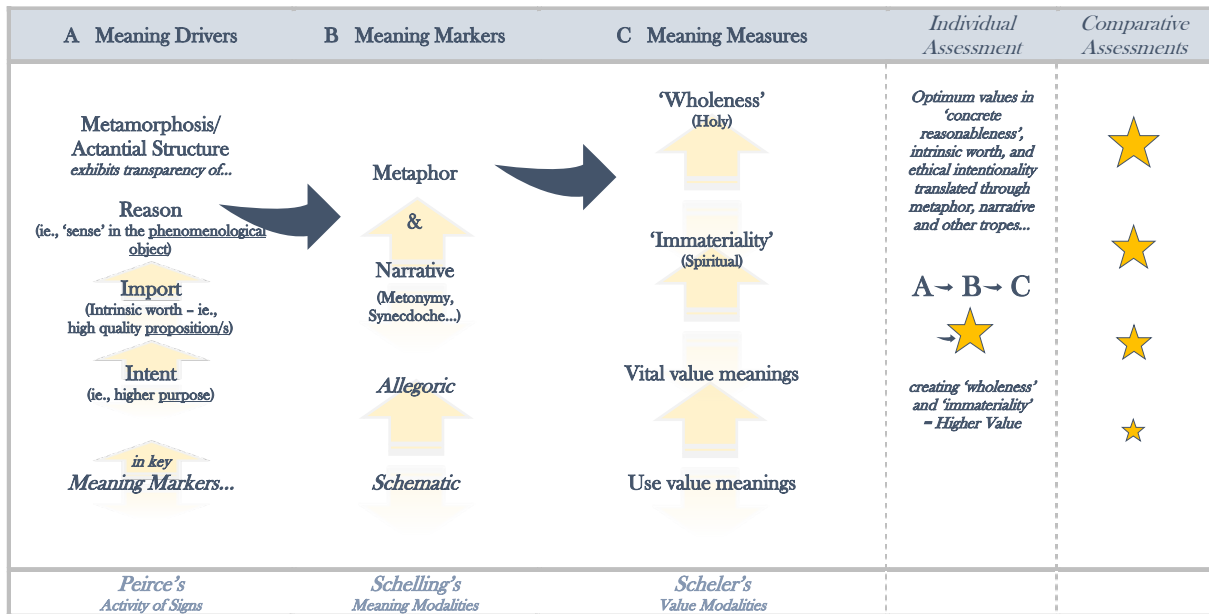 A Meaning Drivers
B Meaning Markers
C Meaning Measures
Individual
Assessment
Comparative
Assessments
Metamorphosis/
Actantial Structure
exhibits transparency of...
Reason
(ie., ‘sense’ in the phenomenological
object)
Import
(Intrinsic worth – ie.,
high quality proposition/s)
Intent
(ie., higher purpose)
in key
Meaning Markers...
Metaphor
&
Narrative
(Metonymy,
Synecdoche...)
Allegoric
Schematic
‘Wholeness’
(Holy)
‘Immateriality’
(Spiritual)
Vital value meanings
Use value meanings
Optimum values in
‘concrete
reasonableness’,
intrinsic worth, and
ethical intentionality
translated through
metaphor, narrative
and other tropes...
A B C
creating ‘wholeness’
and ‘immateriality’
= Higher Value
Peirce’s
Activity of Signs
Schelling’s
Meaning Modalities
Scheler’s
Value Modalities